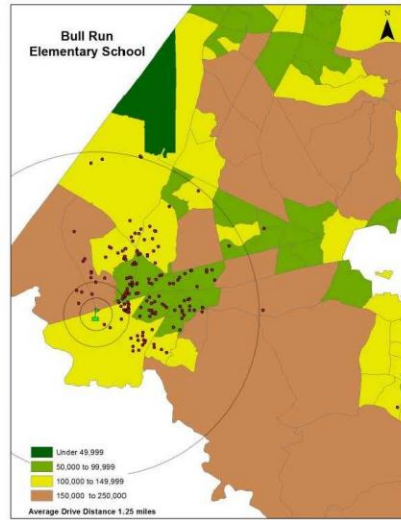 Bull Run
Elementary School
N
Under 49,999
50,000 to 99,999
100,000 to 149,999
150,000 to 250,000
Average Drive Distance 1.25 miles